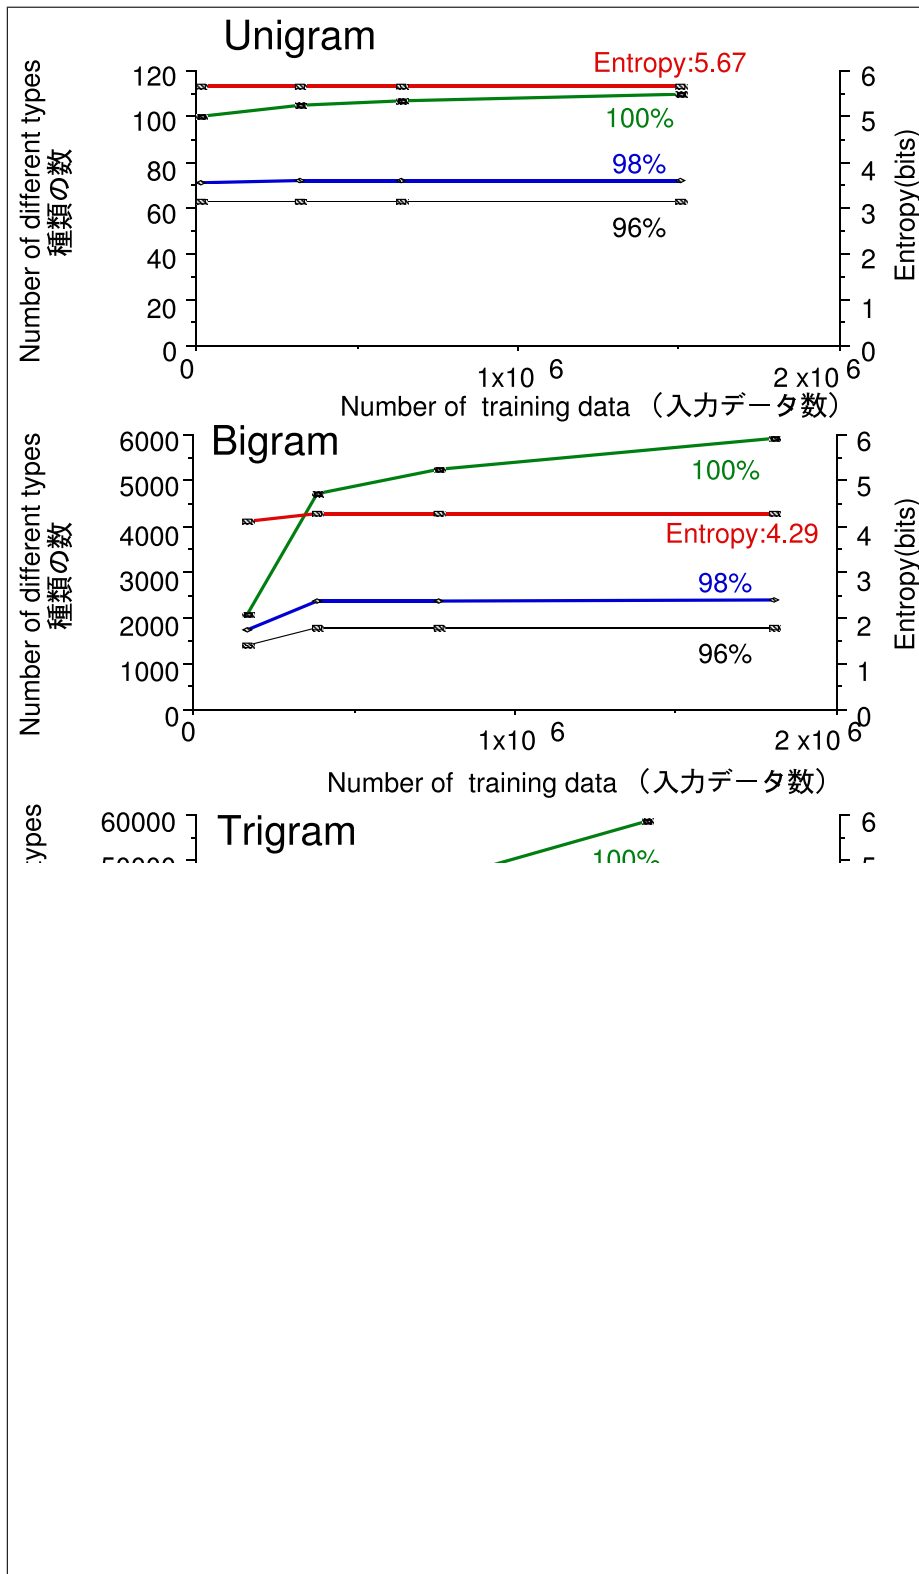 Unigram
Entropy:5.67
120
100
80
60
40
20
0
100%
98%
96%
6
5
4
3
2
1
0
Number of different types
種類の数
Entropy(bits)
0
1x10 6
2 x10 6
Number of training data （入力データ数）
Bigram
6000
5000
4000
3000
2000
1000
0
100%
Entropy:4.29
98%
96%
6
5
4
3
2
1
0
Number of different types
種類の数
Entropy(bits)
0
1x10 6
2 x10 6
Number of training data （入力データ数）
Trigram
60000
100%
6